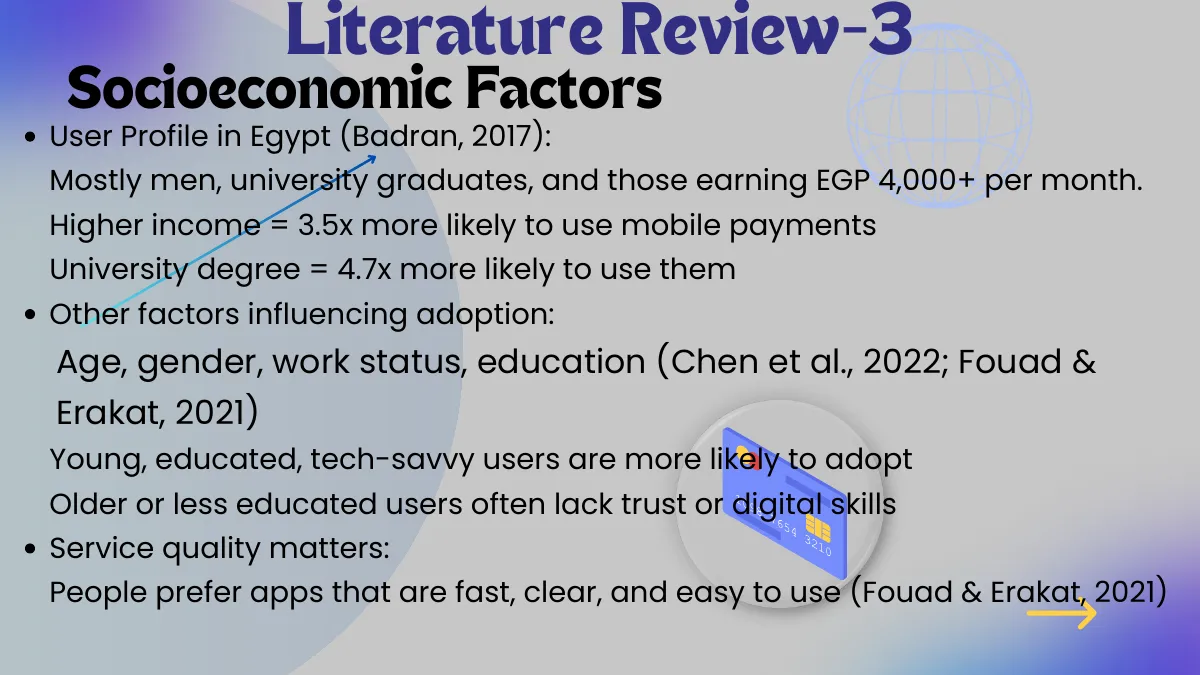 Literature Review-3
Socioeconomic Factors
• User Profile in Egypt (Badran, 2017):
Mostly men, university graduates, and those earning EGP 4,000+ per month.
Higher income = 3.5x more likely to use mobile payments
University degree = 4.7x more likely to use them
• Other factors influencing adoption:
Age, gender, work status, education (Chen et al., 2022; Fouad &
Erakat, 2021)
Young, educated, tech-savvy users are more likely to adopt
Older or less educated users often lack trust or digital skills
• Service quality matters:
People prefer apps that are fast, clear, and easy to use (Fouad & Erakat, 2021)
7654 3210